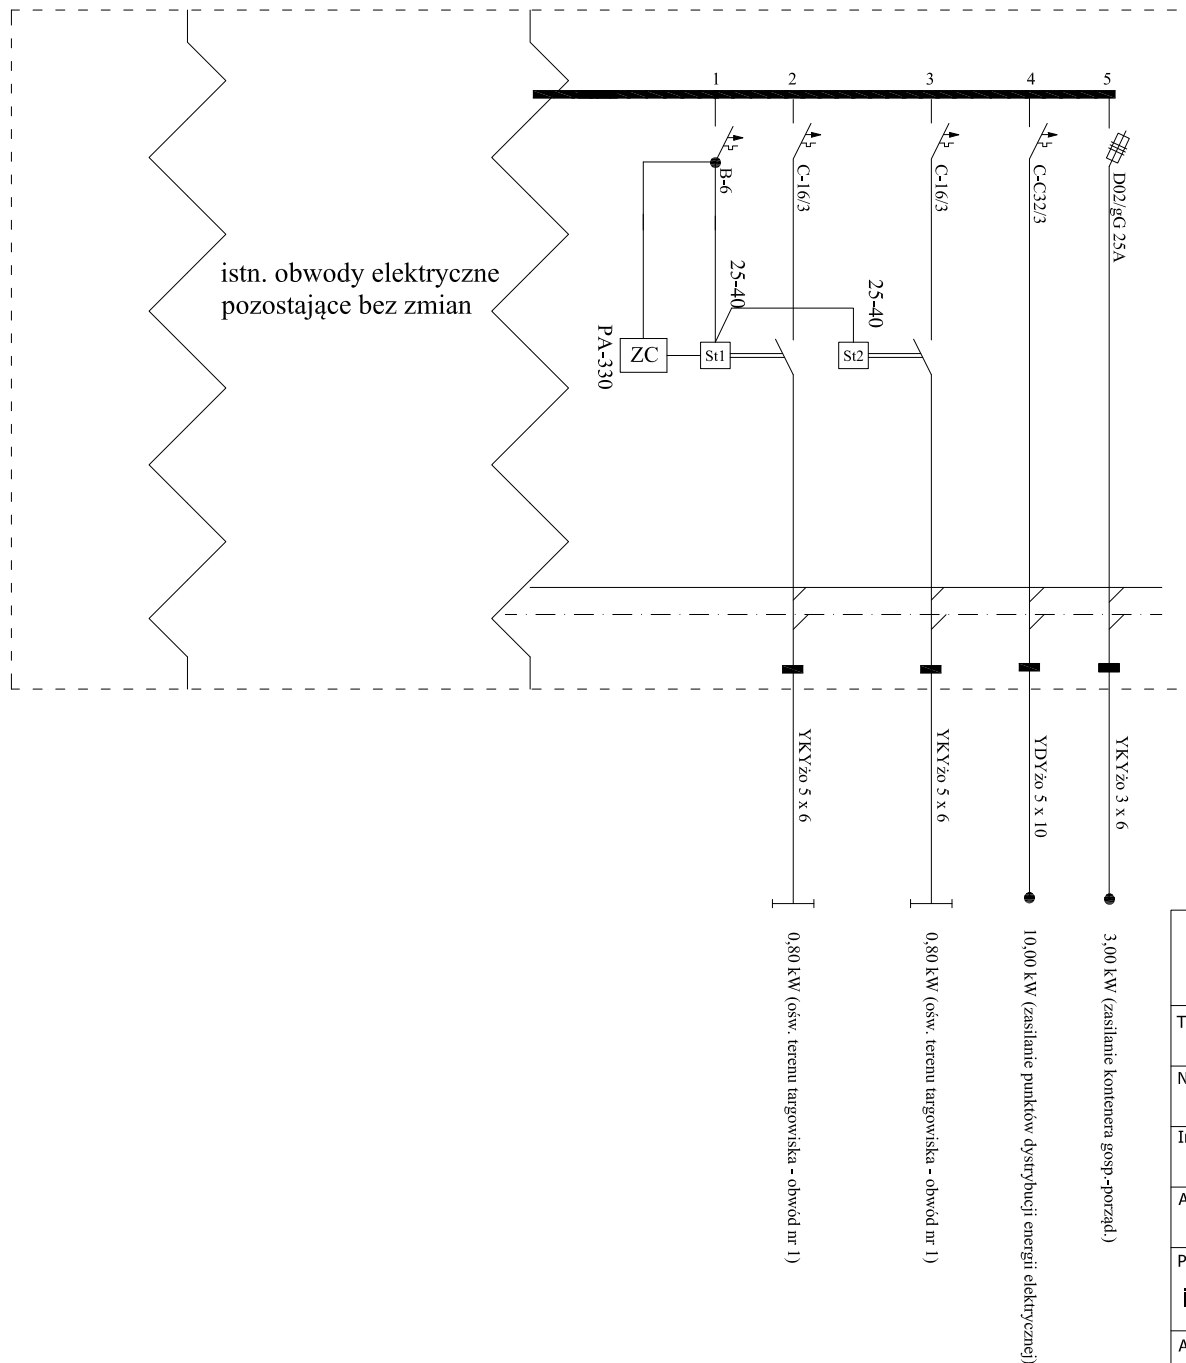 1
2
3
4
5
B-6
C-16/3
C-16/3
C-C32/3
D02/gG 25A
istn. obwody elektryczne
pozostające bez zmian
25-40
25-40
PA-330
ZC
St1
St2
YKYżo 5 x 6
YKYżo 5 x 6
YDYżo 5 x 10
YKYżo 3 x 6
0,80 kW (ośw. terenu targowiska - obwód nr 1)
0,80 kW (ośw. terenu targowiska - obwód nr 1)
10,00 kW (zasilanie punktów dystrybucji energii elektrycznej)
3,00 kW (zasilanie kontenera gosp.-porząd.)
T
N
A
P
A